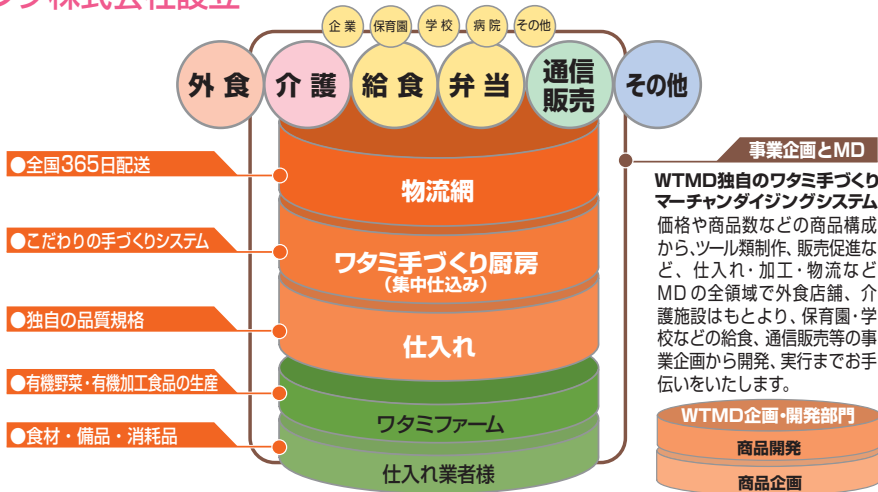 ング株式会社設立
企業
保育園
学校
病院
その他
外食
介護
給食
弁当
通信
販売
その他
●全国365日配送
物流網
●こだわりの手づくりシステム
ワタミ手づくり厨房
(集中仕込み)
●独自の品質規格
仕入れ
●有機野菜・有機加工食品の生産
ワタミファーム
●食材・備品・消耗品
仕入れ業者様
事業企画とMD
WTMD独自のワタミ手づくり
マーチャンダイジングシステム
価格や商品数などの商品構成
から、ツール類制作、販売促進な
ど、仕入れ・加工・物流など
MDの全領域で外食店舗、介
護施設はもとより、保育園・学
校などの給食、通信販売等の事
業企画から開発、実行までお手
伝いをいたします。
WTMD企画・開発部門
商品開発
商品企画